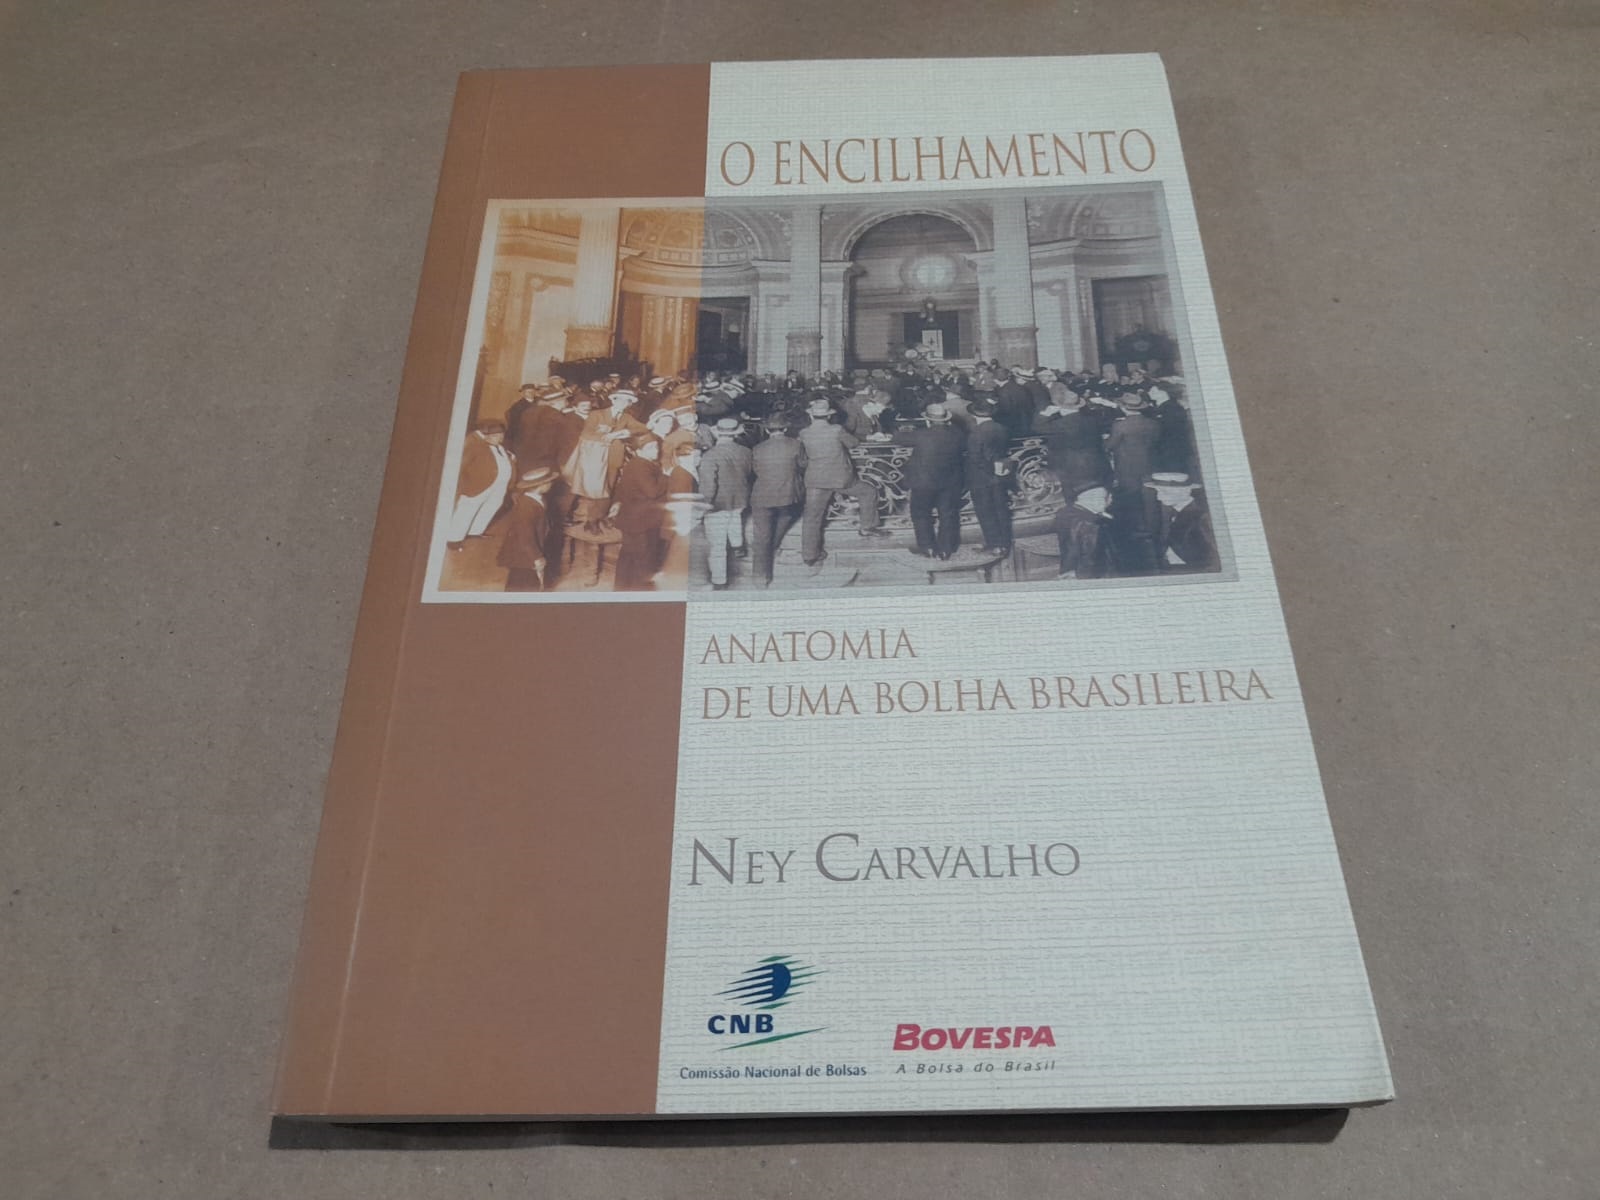 O ENCILHAMENTO
ANATOMIA
DE UMA BOLHA BRASILEIRA
NEY CARVALHO
CNB
Comissão Nacional de Bolsas
BOVESPA
A Bolsa do Brasil